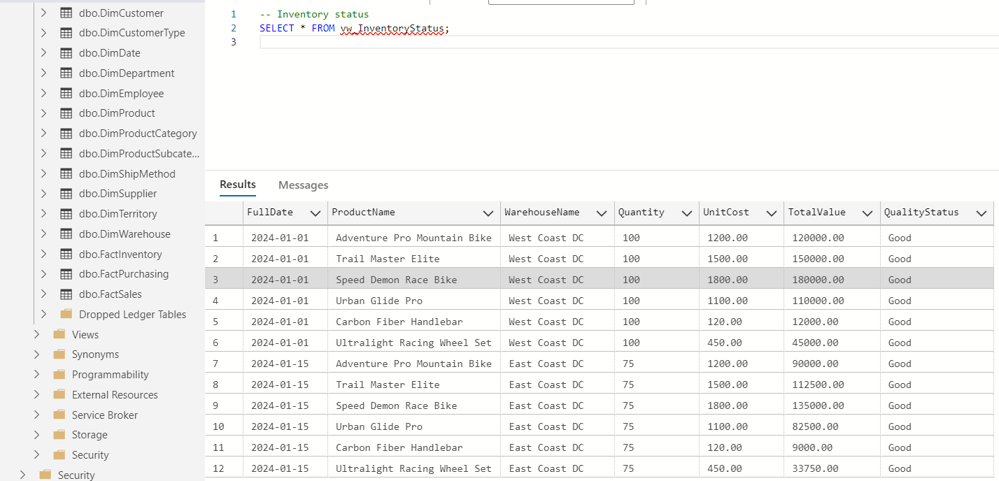 dbo.DimCustomer
dbo.DimCustomerType
dbo.DimDate
dbo.DimDepartment
dbo.DimEmployee
dbo.DimProduct
dbo.DimProductCategory
dbo.DimProductSubcate...
dbo.DimShipMethod
dbo.DimSupplier
dbo.DimTerritory
dbo.DimWarehouse
dbo.FactInventory
dbo.FactPurchasing
dbo.FactSales
Dropped Ledger Tables
Views
Synonyms
Programmability
External Resources
Service Broker
Storage
Security
Security
1 -- Inventory status
2 SELECT * FROM vw_InventoryStatus;
3
Results Messages
FullDate ProductName WarehouseName Quantity UnitCost TotalValue QualityStatus
1 2024-01-01 Adventure Pro Mountain Bike West Coast DC 100 1200.00 120000.00 Good
2 2024-01-01 Trail Master Elite West Coast DC 100 1500.00 150000.00 Good
3 2024-01-01 Speed Demon Race Bike West Coast DC 100 1800.00 180000.00 Good
4 2024-01-01 Urban Glide Pro West Coast DC 100 1100.00 110000.00 Good
5 2024-01-01 Carbon Fiber Handlebar West Coast DC 100 120.00 12000.00 Good
6 2024-01-01 Ultralight Racing Wheel Set West Coast DC 100 450.00 45000.00 Good
7 2024-01-15 Adventure Pro Mountain Bike East Coast DC 75 1200.00 90000.00 Good
8 2024-01-15 Trail Master Elite East Coast DC 75 1500.00 112500.00 Good
9 2024-01-15 Speed Demon Race Bike East Coast DC 75 1800.00 135000.00 Good
10 2024-01-15 Urban Glide Pro East Coast DC 75 1100.00 82500.00 Good
11 2024-01-15 Carbon Fiber Handlebar East Coast DC 75 120.00 9000.00 Good
12 2024-01-15 Ultralight Racing Wheel Set East Coast DC 75 450.00 33750.00 Good